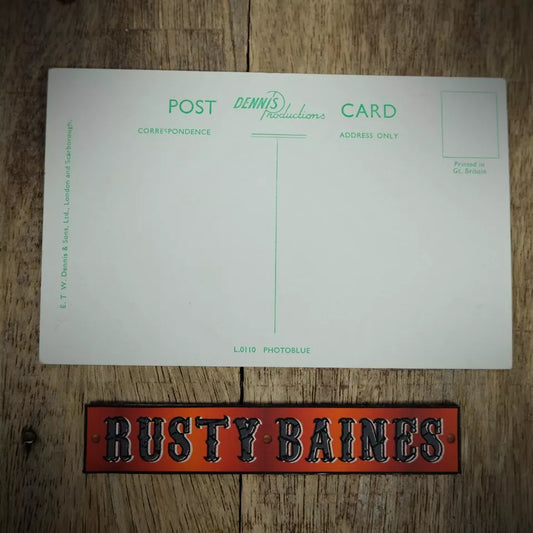 POST DENNIS Productions CARD
CORRESPONDENCE ADDRESS ONLY
Printed in
Gt. Britain
E. T. W. Dennis & Sons, Ltd., London and Scarborough.
L.0110 PHOTOBLUE
RUSTY BAINES